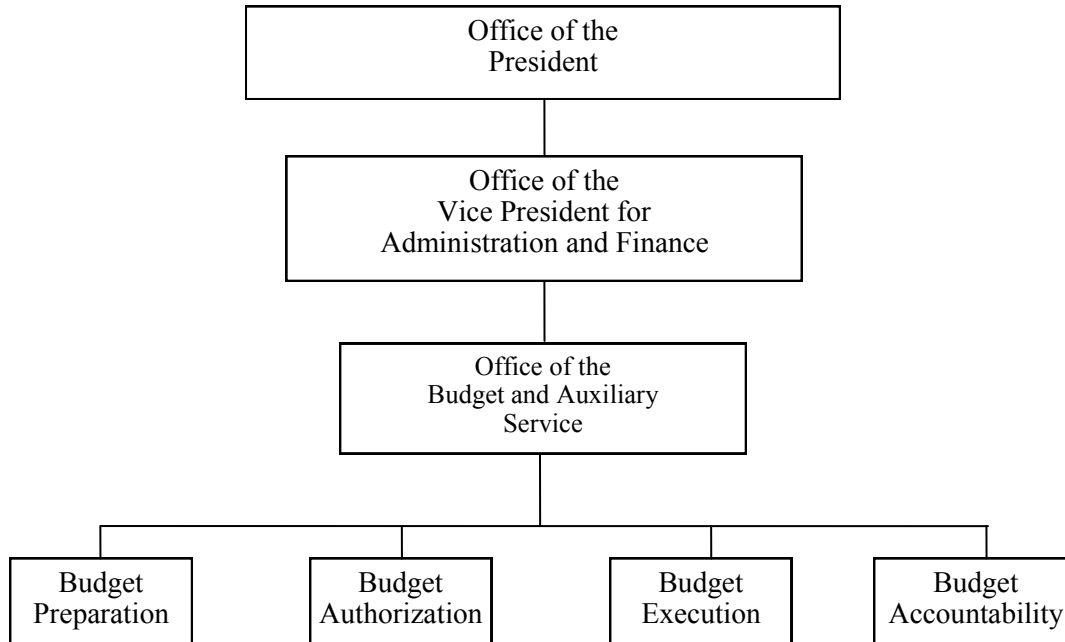 Office of the
President
Office of the
Vice President for
Administration and Finance
Office of the
Budget and Auxiliary
Service
Budget
Preparation
Budget
Authorization
Budget
Execution
Budget
Accountability